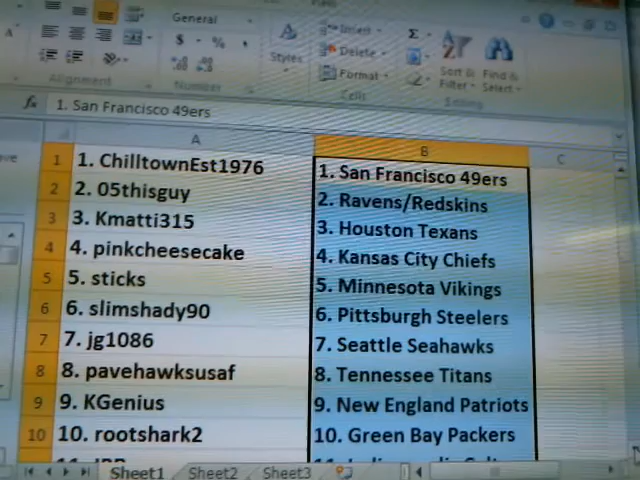 General
$ % ,
Alignment
Number
Styles
Insert
Delete
Format
Cells
Σ
Sort & Filter
Find & Select
Editing
fx 1. San Francisco 49ers
A B C
1 1. ChilltownEst1976 1. San Francisco 49ers
2 2. 05thisguy 2. Ravens/Redskins
3 3. Kmatti315 3. Houston Texans
4 4. pinkcheesecake 4. Kansas City Chiefs
5 5. sticks 5. Minnesota Vikings
6 6. slimshady90 6. Pittsburgh Steelers
7 7. jg1086 7. Seattle Seahawks
8 8. pavehawksusaf 8. Tennessee Titans
9 9. KGenius 9. New England Patriots
10 10. rootshark2 10. Green Bay Packers
Sheet1 Sheet2 Sheet3